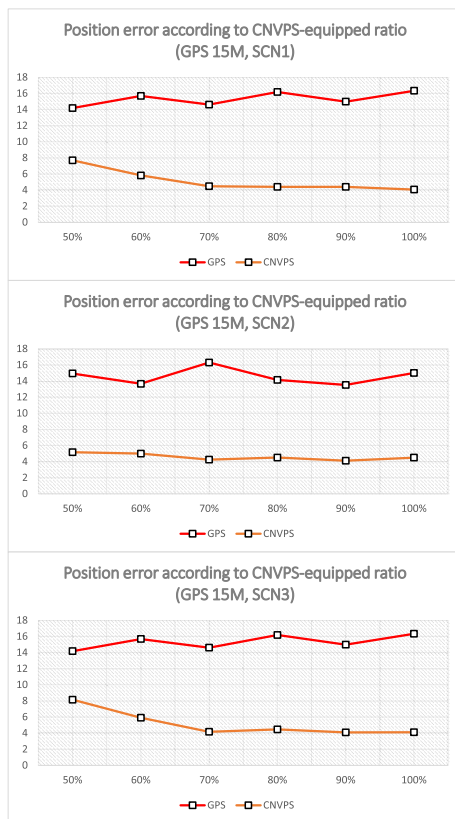 Position error according to CNVPS-equipped ratio
(GPS 15M, SCN1)
18
16
14
12
10
8
6
4
2
0
50% 60% 70% 80% 90% 100%
GPS CNVPS
Position error according to CNVPS-equipped ratio
(GPS 15M, SCN2)
18
16
14
12
10
8
6
4
2
0
50% 60% 70% 80% 90% 100%
GPS CNVPS
Position error according to CNVPS-equipped ratio
(GPS 15M, SCN3)
18
16
14
12
10
8
6
4
2
0
50% 60% 70% 80% 90% 100%
GPS CNVPS